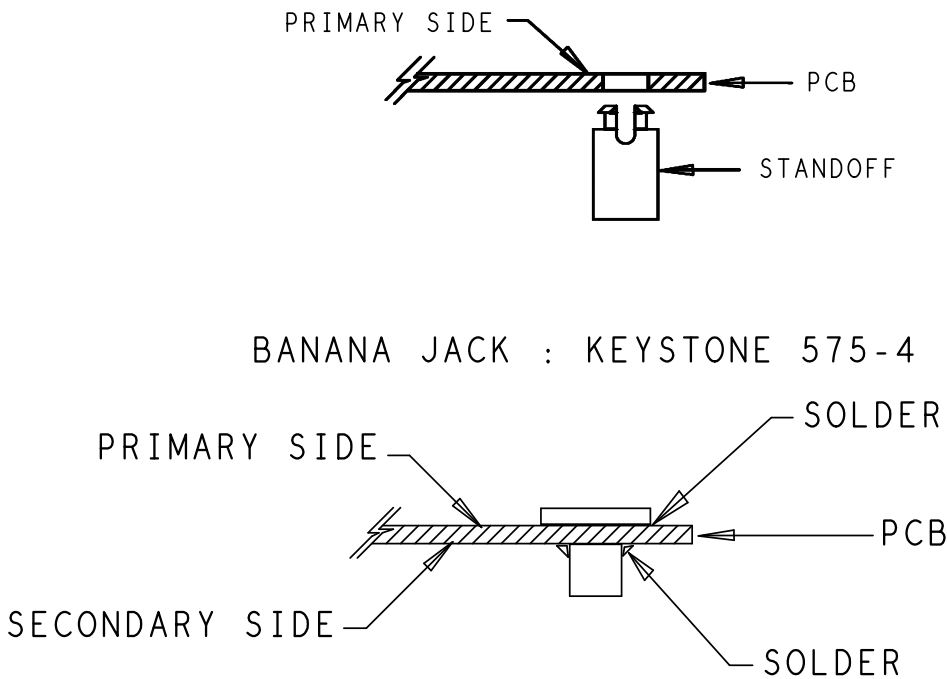 PRIMARY SIDE
PCB
STANDOFF
BANANA JACK : KEYSTONE 575-4
SOLDER
PRIMARY SIDE
PCB
SECONDARY SIDE
SOLDER